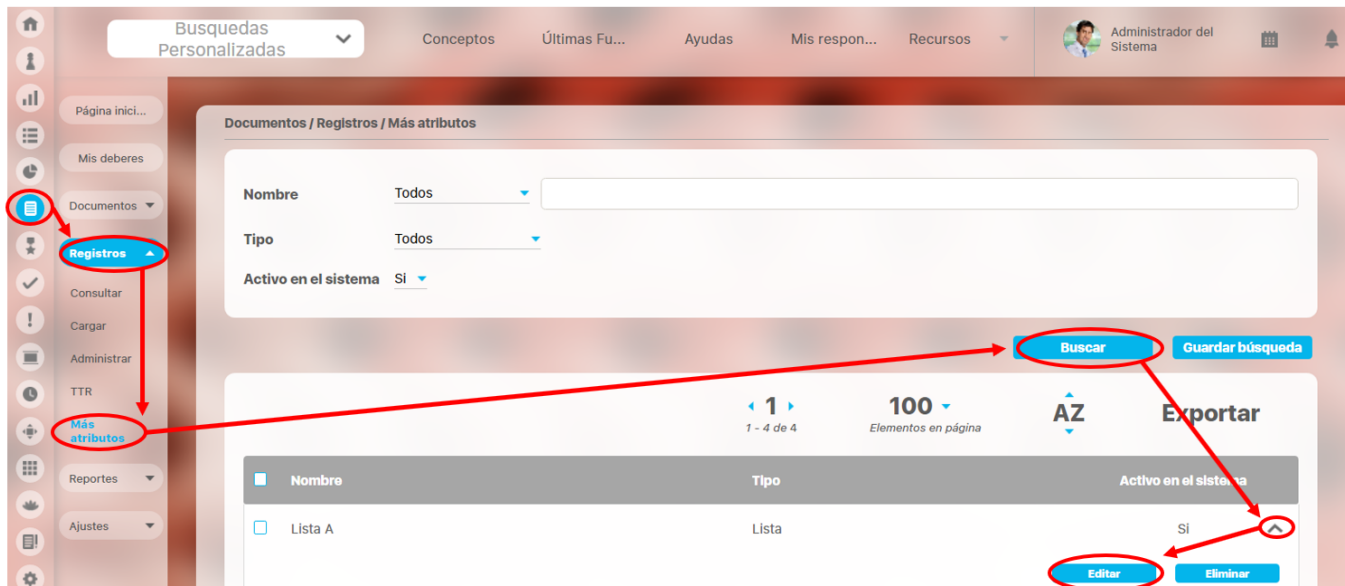 Busquedas
Personalizadas
Conceptos
Últimas Fu...
Ayudas
Mis respon...
Recursos
Administrador del
Sistema
Página inici...
Mis deberes
Documentos
Registros
Consultar
Cargar
Administrar
TTR
Más
atributos
Reportes
Ajustes
Documentos / Registros / Más atributos
Nombre Todos
Tipo Todos
Activo en el sistema Si
Buscar Guardar búsqueda
1 100 AZ Exportar
1 - 4 de 4 Elementos en página
Nombre Tipo Activo en el sistema
Lista A Lista Si
Editar Eliminar